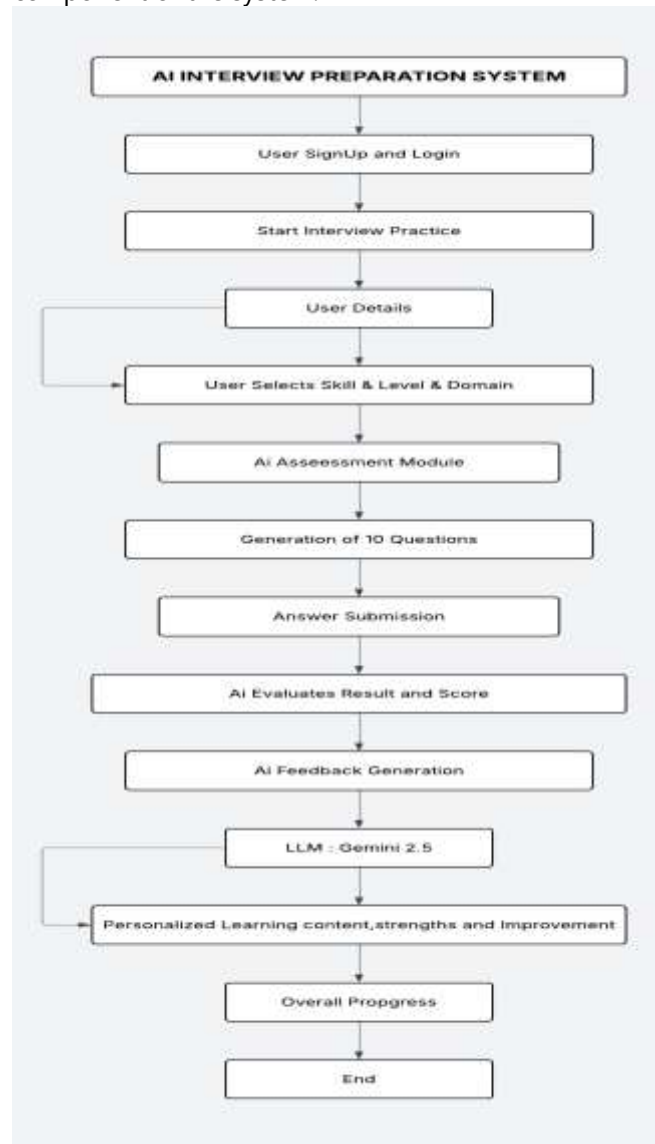 AI INTERVIEW PREPARATION SYSTEM
User SignUp and Login
Start Interview Practice
User Details
User Selects Skill & Level & Domain
Ai Asseessment Module
Generation of 10 Questions
Answer Submission
Ai Evaluates Result and Score
Ai Feedback Generation
LLM : Gemini 2.5
Personalized Learning content,strengths and Improvement
Overall Propgress
End